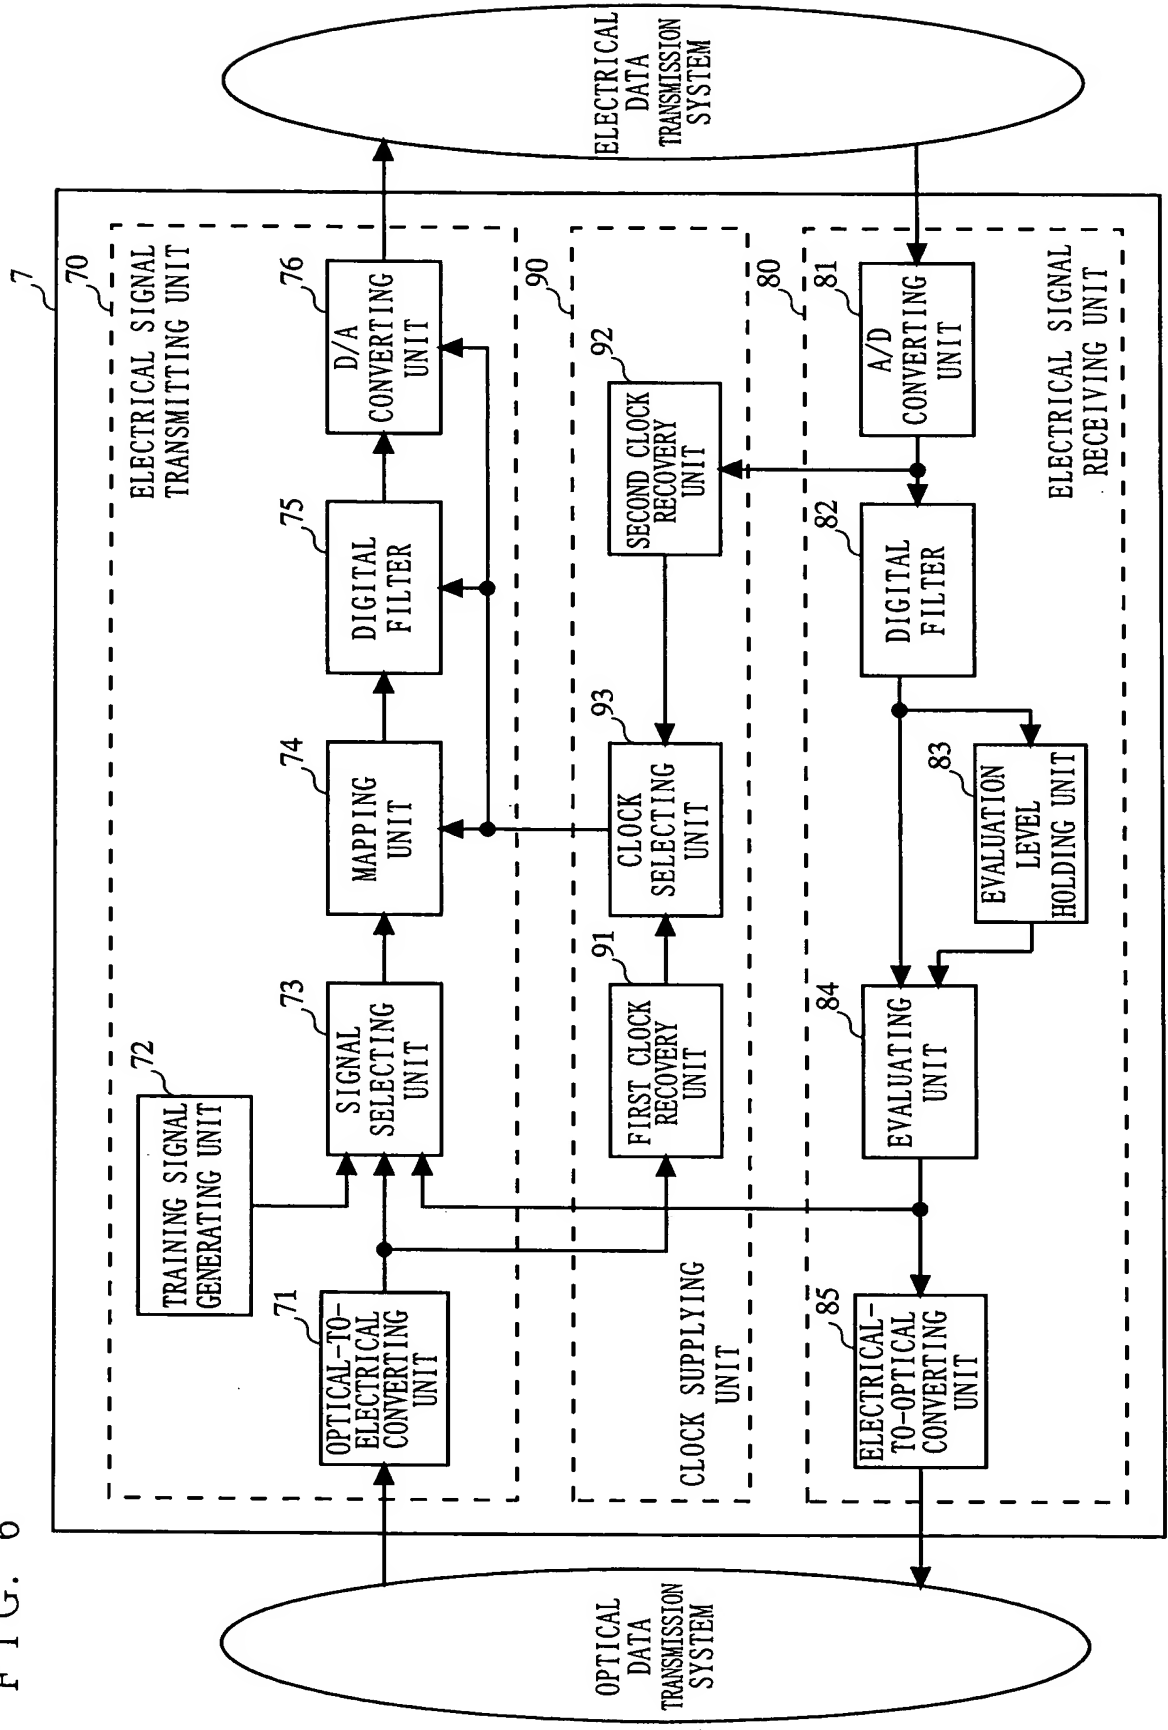 FIG. 6
7
70
ELECTRICAL SIGNAL
TRANSMITTING UNIT
72
TRAINING SIGNAL
GENERATING UNIT
71
OPTICAL-TO-
ELECTRICAL
CONVERTING
UNIT
73
SIGNAL
SELECTING
UNIT
74
MAPPING
UNIT
75
DIGITAL
FILTER
76
D/A
CONVERTING
UNIT
90
CLOCK SUPPLYING
UNIT
91
FIRST CLOCK
RECOVERY
UNIT
93
CLOCK
SELECTING
UNIT
92
SECOND CLOCK
RECOVERY
UNIT
80
ELECTRICAL SIGNAL
RECEIVING UNIT
85
ELECTRICAL-
TO-OPTICAL
CONVERTING
UNIT
84
EVALUATING
UNIT
83
EVALUATION
LEVEL
HOLDING UNIT
82
DIGITAL
FILTER
81
A/D
CONVERTING
UNIT
OPTICAL
DATA
TRANSMISSION
SYSTEM
ELECTRICAL
DATA
TRANSMISSION
SYSTEM